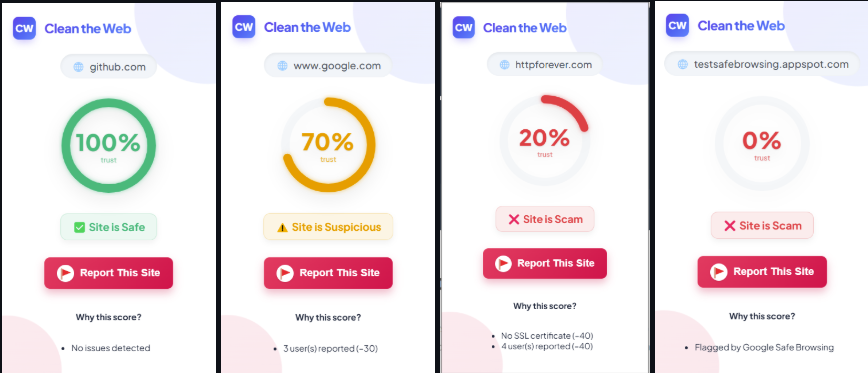 CW Clean the Web
github.com
100%
trust
✅ Site is Safe
Report This Site
Why this score?
• No issues detected
CW Clean the Web
www.google.com
70%
trust
⚠ Site is Suspicious
Report This Site
Why this score?
• 3 user(s) reported (-30)
CW Clean the Web
httpforever.com
20%
trust
❌ Site is Scam
Report This Site
Why this score?
• No SSL certificate (-40)
• 4 user(s) reported (-40)
CW Clean the Web
testsafebrowsing.appspot.com
0%
trust
❌ Site is Scam
Report This Site
Why this score?
• Flagged by Google Safe Browsing